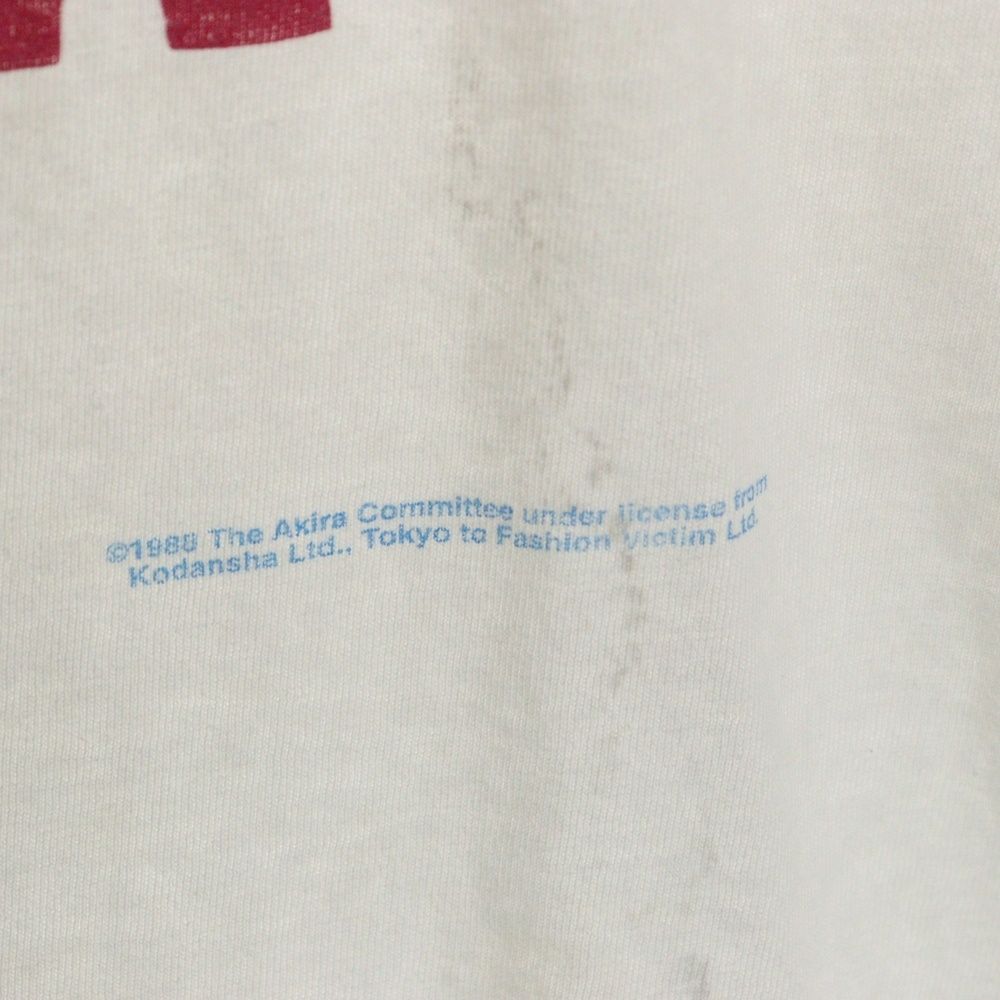 ©1988 The Akira Committee under license from
Kodansha Ltd., Tokyo to Fashion Victim Ltd.